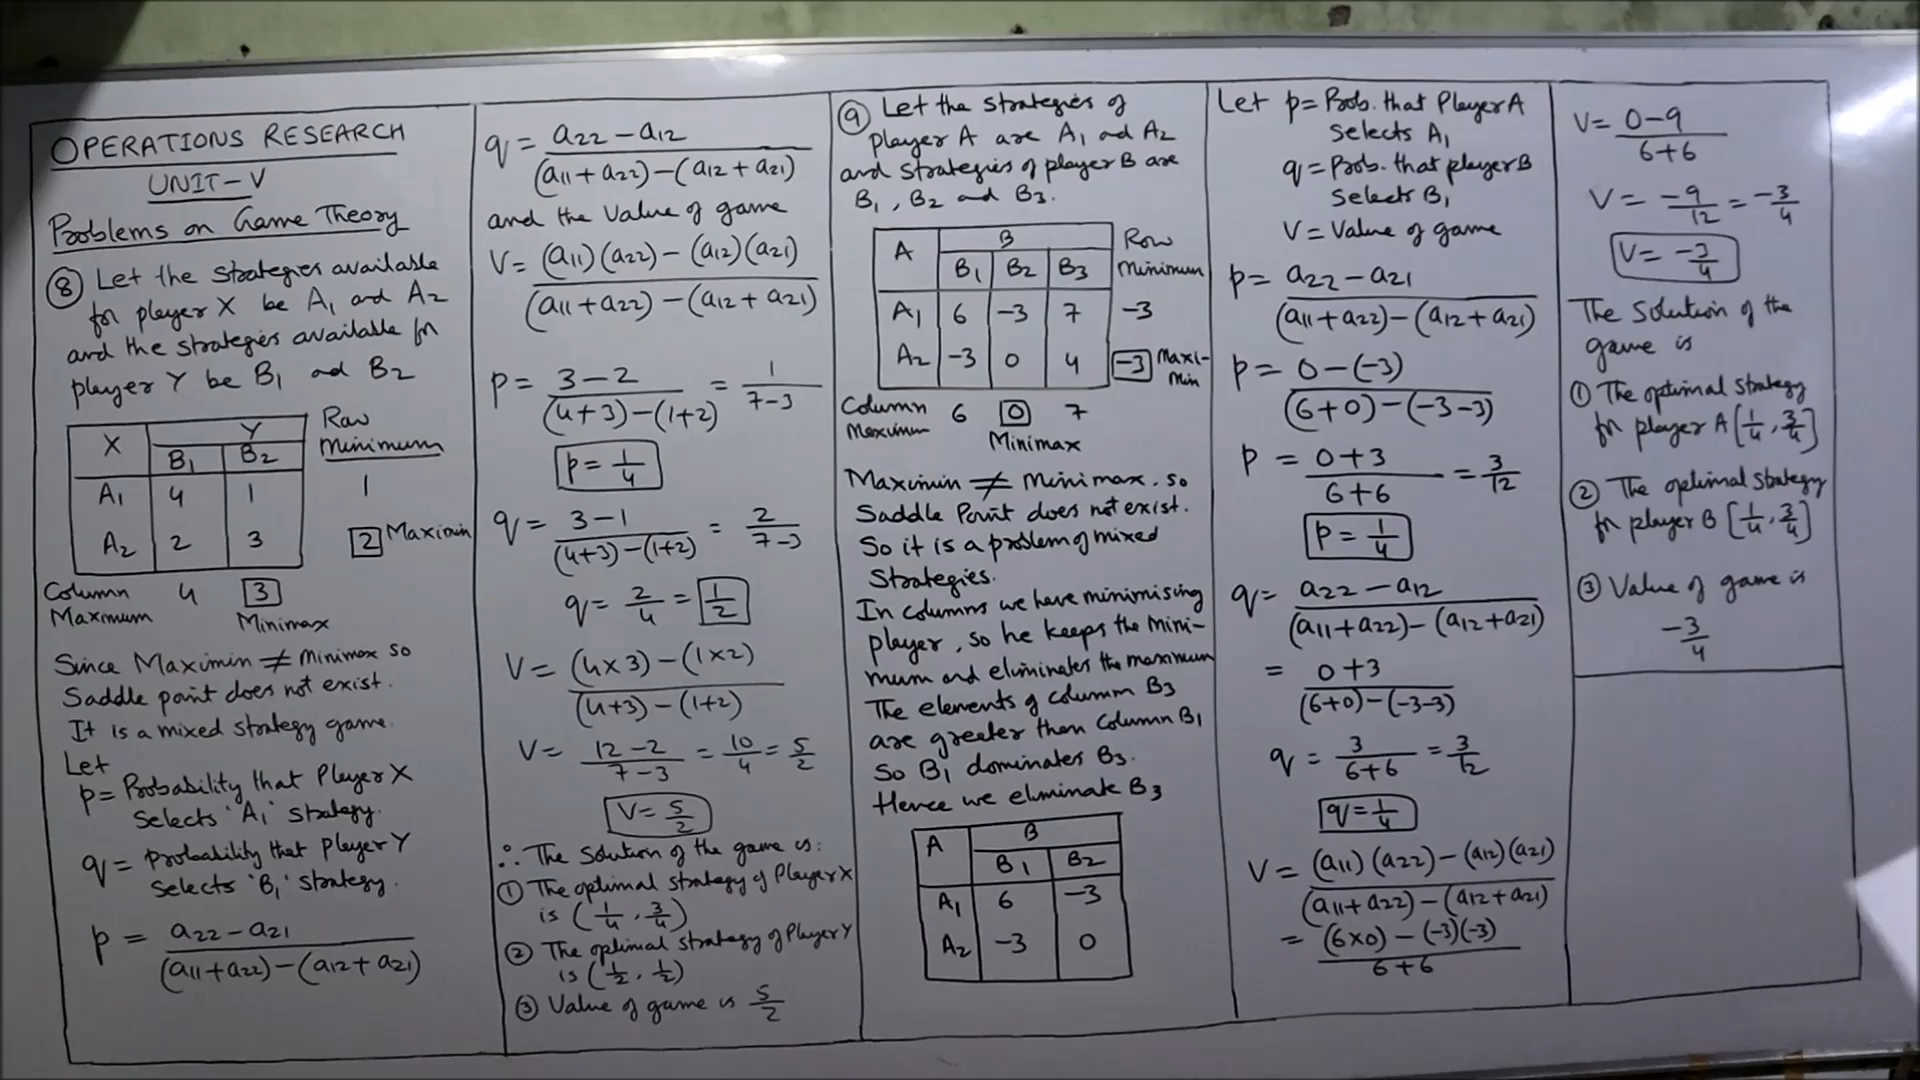 OPERATIONS RESEARCH
UNIT-V
Problems on Game Theory
⑧ Let the strategies available
for player X be A₁ and A₂
and the strategies available for
player Y be B₁ and B₂
X Y Row
B₁ B₂ Minimum
A₁ 4 1 1
A₂ 2 3 2 Maximin
Column 4 3
Maximum Minimax
Since Maximin ≠ Minimax so
Saddle point does not exist.
It is a mixed strategy game.
Let
p = Probability that Player X
Selects 'A₁' strategy.
q = Probability that Player Y
Selects 'B₁' strategy.
p = a₂₂ - a₂₁ / (a₁₁ + a₂₂) - (a₁₂ + a₂₁)
q = a₂₂ - a₁₂ / (a₁₁ + a₂₂) - (a₁₂ + a₂₁)
and the value of game
V = (a₁₁)(a₂₂) - (a₁₂)(a₂₁) / (a₁₁ + a₂₂) - (a₁₂ + a₂₁)
p = 3 - 2 / (4+3) - (1+2) = 1 / 7-3
p = 1/4
q = 3 - 1 / (4+3) - (1+2) = 2 / 7-3
q = 2/4 = 1/2
V = (4×3) - (1×2) / (4+3) - (1+2)
V = 12 - 2 / 7 - 3 = 10/4 = 5/2
V = 5/2
∴ The Solution of the game is:
① The optimal strategy of Player X
is (1/4, 3/4)
② The optimal strategy of Player Y
is (1/2, 1/2)
③ Value of game is 5/2
⑨ Let the strategies of
player A are A₁ and A₂
and strategies of player B are
B₁, B₂ and B₃.
A B Row
B₁ B₂ B₃ Minimum
A₁ 6 -3 7 -3
A₂ -3 0 4 -3 Maxi-
min
Column 6 0 7
Maximum Minimax
Maximin ≠ Minimax. so
Saddle Point does not exist.
So it is a problem of mixed
strategies.
In columns we have minimising
player, so he keeps the mini-
mum and eliminates the maximum
The elements of column B₃
are greater than column B₁
So B₁ dominates B₃.
Hence we eliminate B₃
A B
B₁ B₂
A₁ 6 -3
A₂ -3 0
Let p = Prob. that Player A
Selects A₁
q = Prob. that player B
Selects B₁
V = Value of game
p = a₂₂ - a₂₁ / (a₁₁ + a₂₂) - (a₁₂ + a₂₁)
p = 0 - (-3) / (6+0) - (-3-3)
p = 0 + 3 / 6 + 6 = 3/12
p = 1/4
q = a₂₂ - a₁₂ / (a₁₁ + a₂₂) - (a₁₂ + a₂₁)
= 0 + 3 / (6+0) - (-3-3)
q = 3 / 6+6 = 3/12
q = 1/4
V = (a₁₁)(a₂₂) - (a₁₂)(a₂₁) / (a₁₁ + a₂₂) - (a₁₂ + a₂₁)
= (6×0) - (-3)(-3) / 6 + 6
V = 0 - 9 / 6 + 6
V = -9/12 = -3/4
V = -3/4
The Solution of the
game is
① The optimal strategy
for player A [1/4, 3/4]
② The optimal strategy
for player B [1/4, 3/4]
③ Value of game is
-3/4